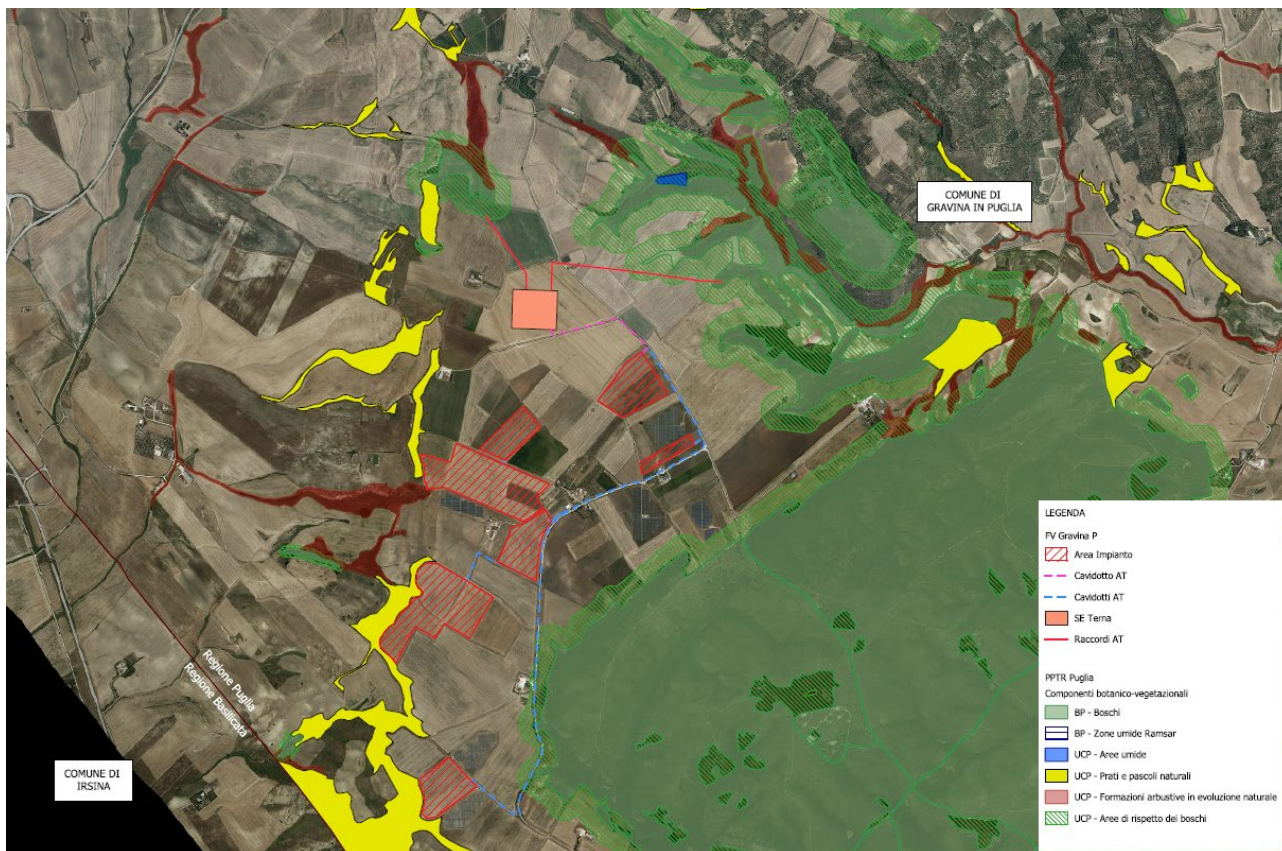 COMUNE DI
GRAVINA IN PUGLIA
Regione Puglia
Regione Basilicata
COMUNE DI
IRSINA
LEGENDA
FV Gravina P
Area Impianto
Cavidotto AT
Cavidotti AT
SE Terna
Raccordi AT
PPTR Puglia
Componenti botanico-vegetazionali
BP - Boschi
BP - Zone umide Ramsar
UCP - Aree umide
UCP - Prati e pascoli naturali
UCP - Formazioni arbustive in evoluzione naturale
UCP - Aree di rispetto dei boschi